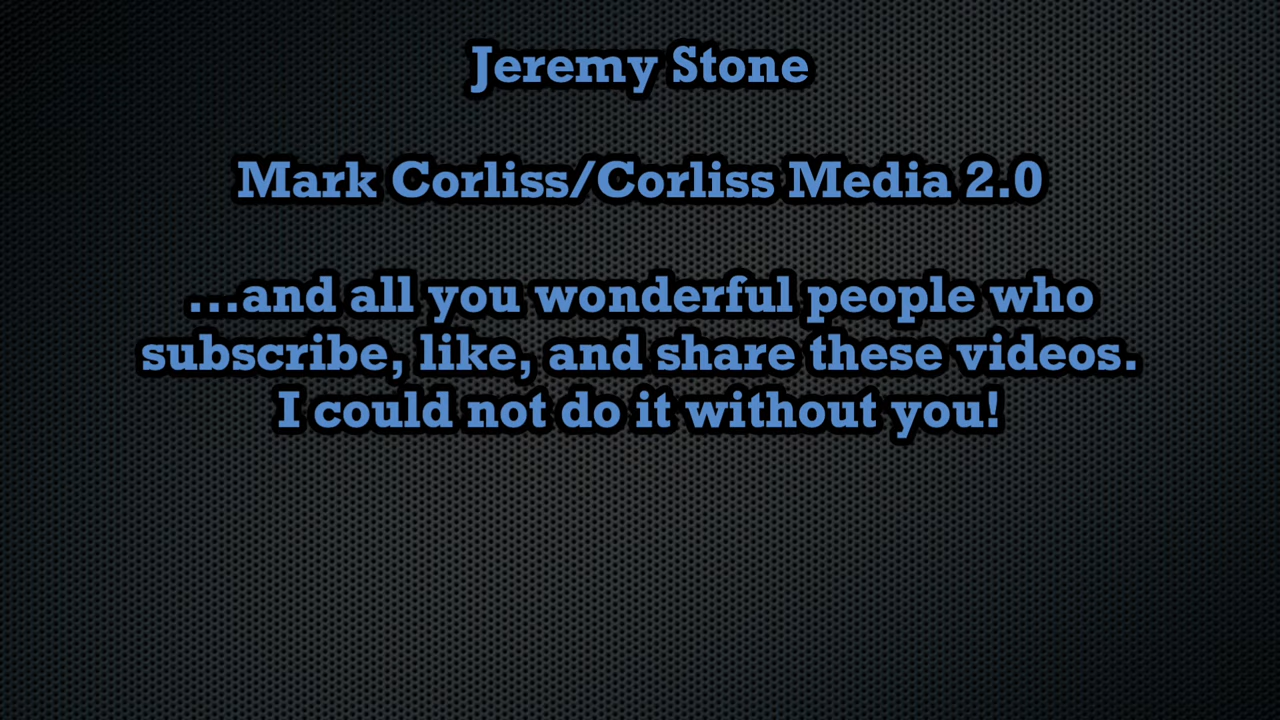 Jeremy Stone
Mark Corliss/Corliss Media 2.0
...and all you wonderful people who
subscribe, like, and share these videos.
I could not do it without you!